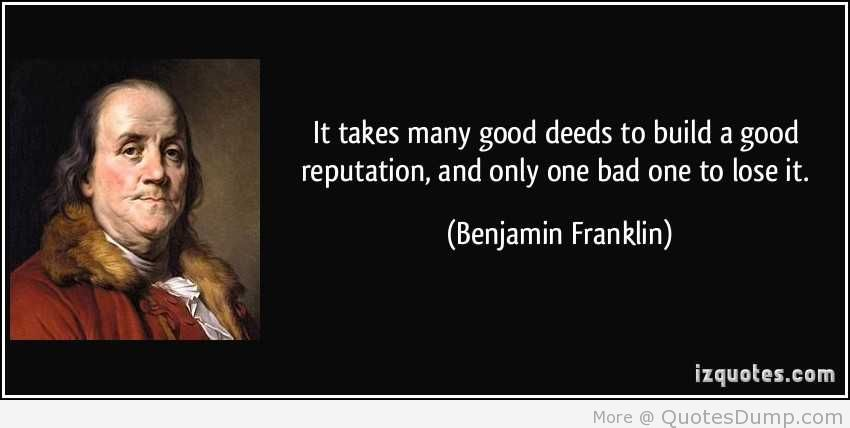 It takes many good deeds to build a good
reputation, and only one bad one to lose it.
(Benjamin Franklin)
izquotes.com
More @ QuotesDump.com